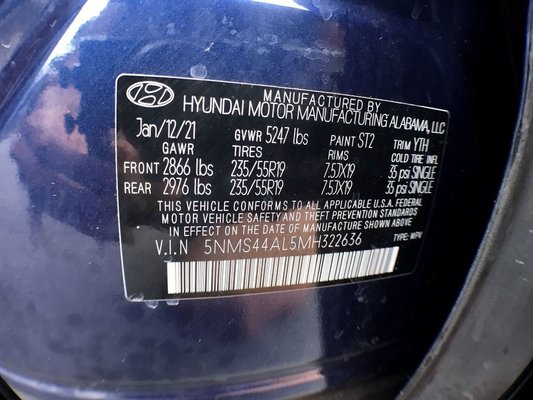 MANUFACTURED BY
HYUNDAI MOTOR MANUFACTURING ALABAMA, LLC
Jan/12/21 GVWR 5247 lbs PAINT ST2 TRIM YTH
TIRES RIMS COLD TIRE INFL
FRONT 2866 lbs 235/55R19 7.5JX19 35 psi SINGLE
REAR 2976 lbs 235/55R19 7.5JX19 35 psi SINGLE
THIS VEHICLE CONFORMS TO ALL APPLICABLE U.S.A. FEDERAL
MOTOR VEHICLE SAFETY AND THEFT PREVENTION STANDARDS
IN EFFECT ON THE DATE OF MANUFACTURE SHOWN ABOVE
V.I.N 5NMS44AL5MH322636 TYPE: MPV